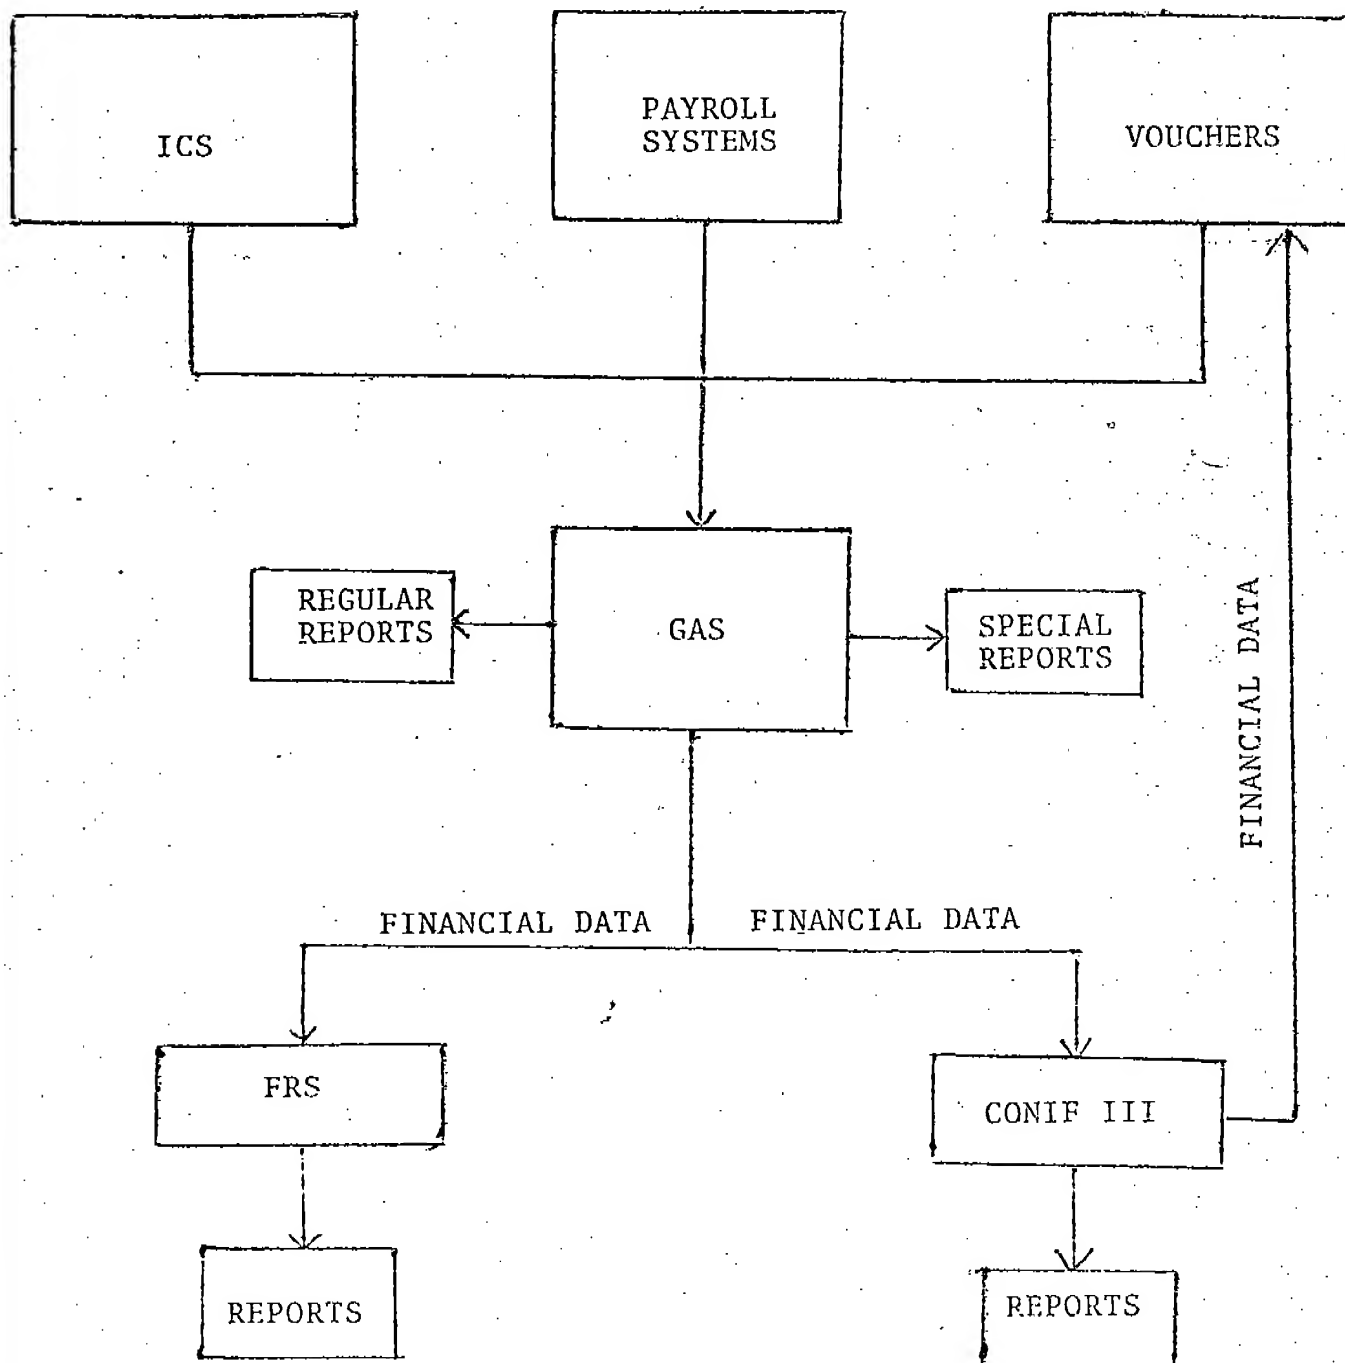 ICS
PAYROLL
SYSTEMS
VOUCHERS
REGULAR
REPORTS
GAS
SPECIAL
REPORTS
FINANCIAL DATA
FINANCIAL DATA
FINANCIAL DATA
FRS
CONIF III
REPORTS
REPORTS